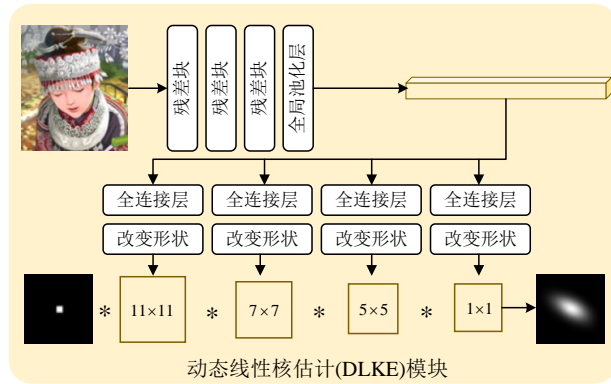 残差块
残差块
残差块
全局池化层
全连接层 全连接层 全连接层 全连接层
改变形状 改变形状 改变形状 改变形状
* 11×11 * 7×7 * 5×5 * 1×1
动态线性核估计(DLKE)模块